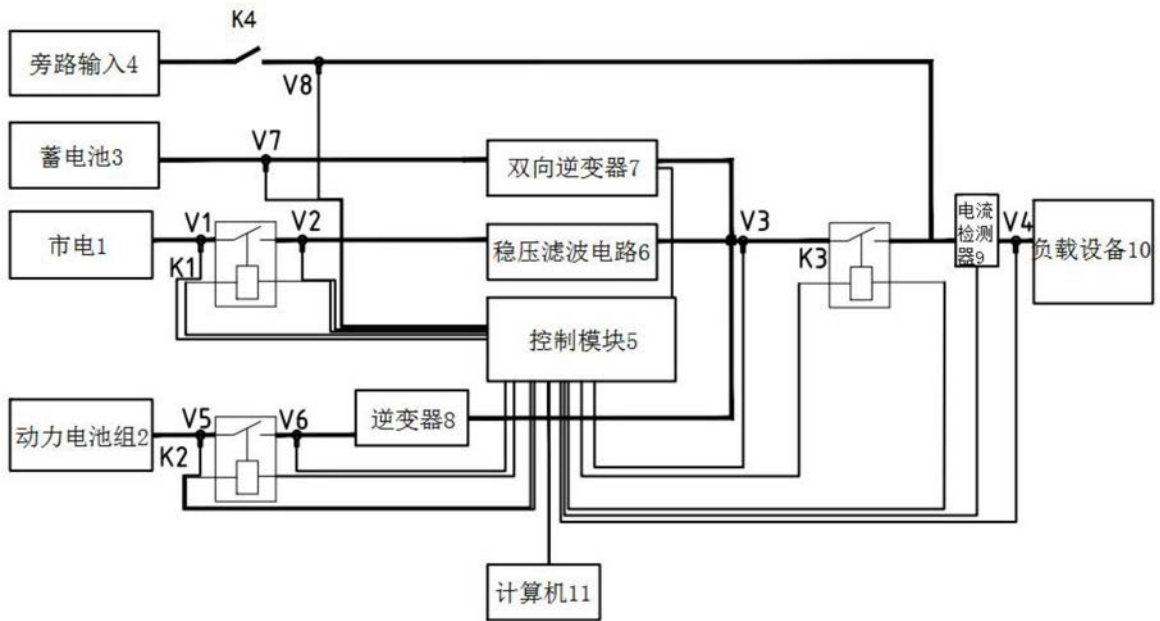 K4
旁路输入4
V8
V7
蓄电池3
双向逆变器7
V1
V2
V3
电流
检测
器9
V4
市电1
K1
稳压滤波电路6
K3
负载设备10
控制模块5
V5
V6
逆变器8
动力电池组2
K2
计算机11